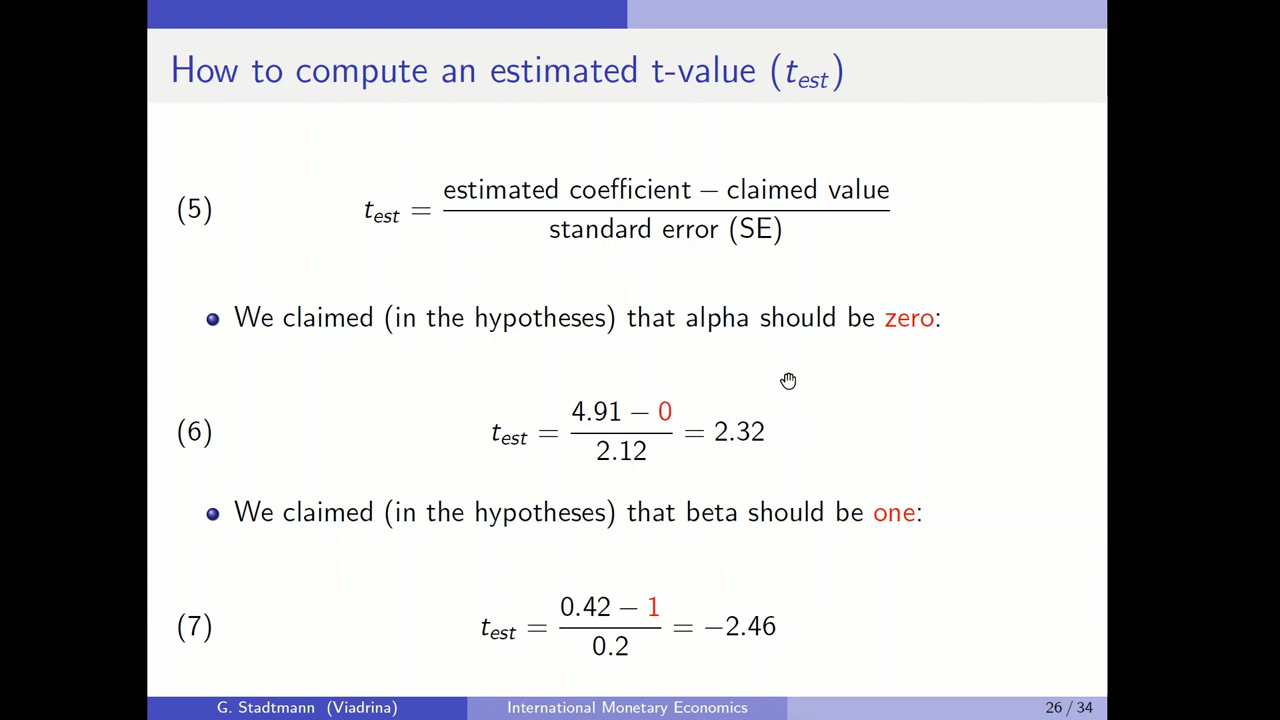 How to compute an estimated t-value (t_est)
(5) t_est = (estimated coefficient − claimed value) / (standard error (SE))
We claimed (in the hypotheses) that alpha should be zero:
(6) t_est = (4.91 − 0) / 2.12 = 2.32
We claimed (in the hypotheses) that beta should be one:
(7) t_est = (0.42 − 1) / 0.2 = −2.46
G. Stadtmann (Viadrina) International Monetary Economics 26 / 34